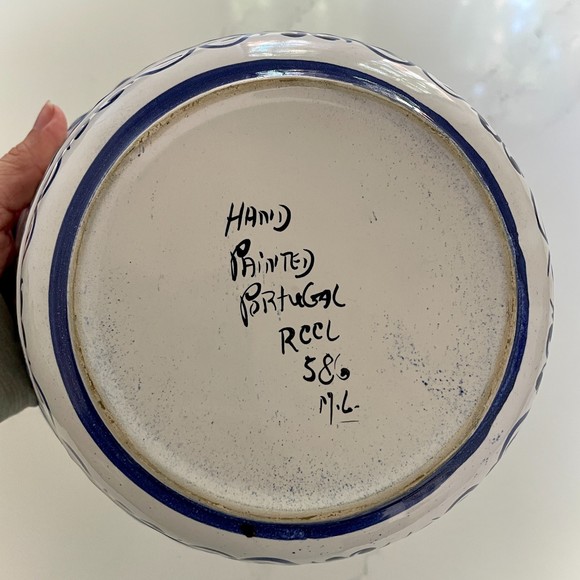 HAND
PAINTED
PORTUGAL
RCCL
586
M.L.